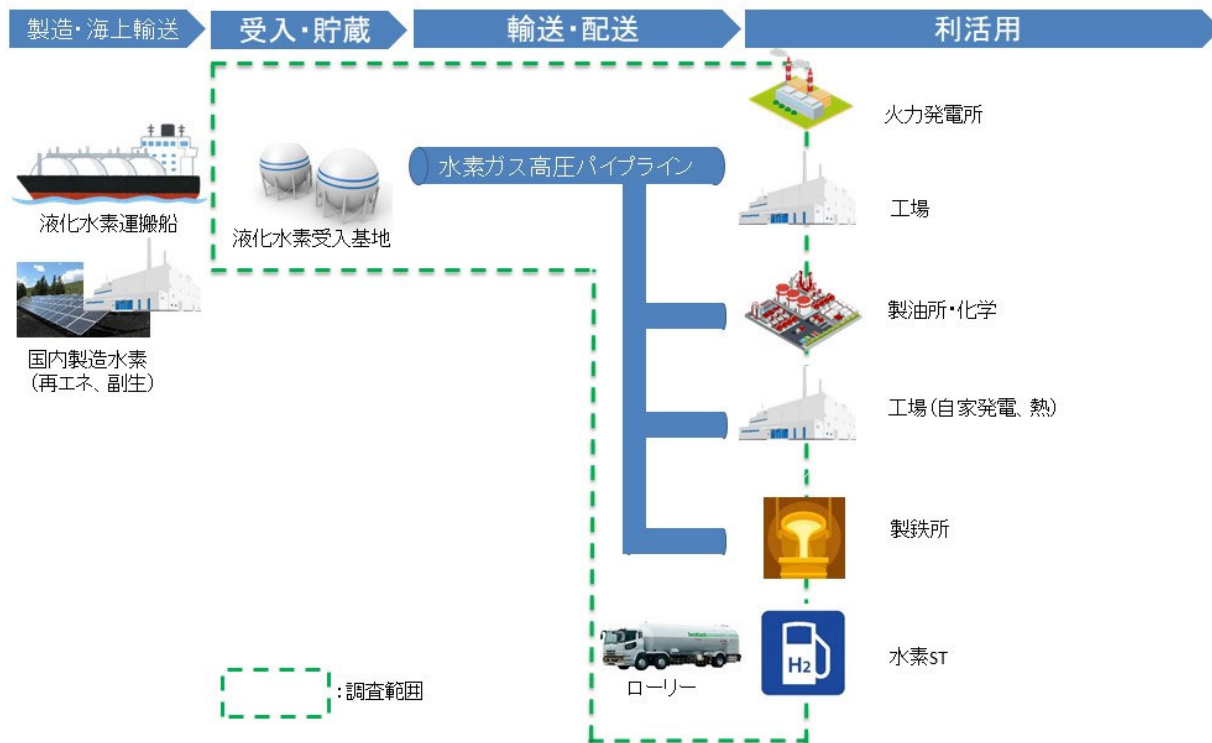 製造・海上輸送
受入・貯蔵
輸送・配送
利活用
液化水素運搬船
国内製造水素
（再エネ、副生）
液化水素受入基地
水素ガス高圧パイプライン
火力発電所
工場
製油所・化学
工場（自家発電、熱）
製鉄所
ローリー
H2
水素ST
：調査範囲